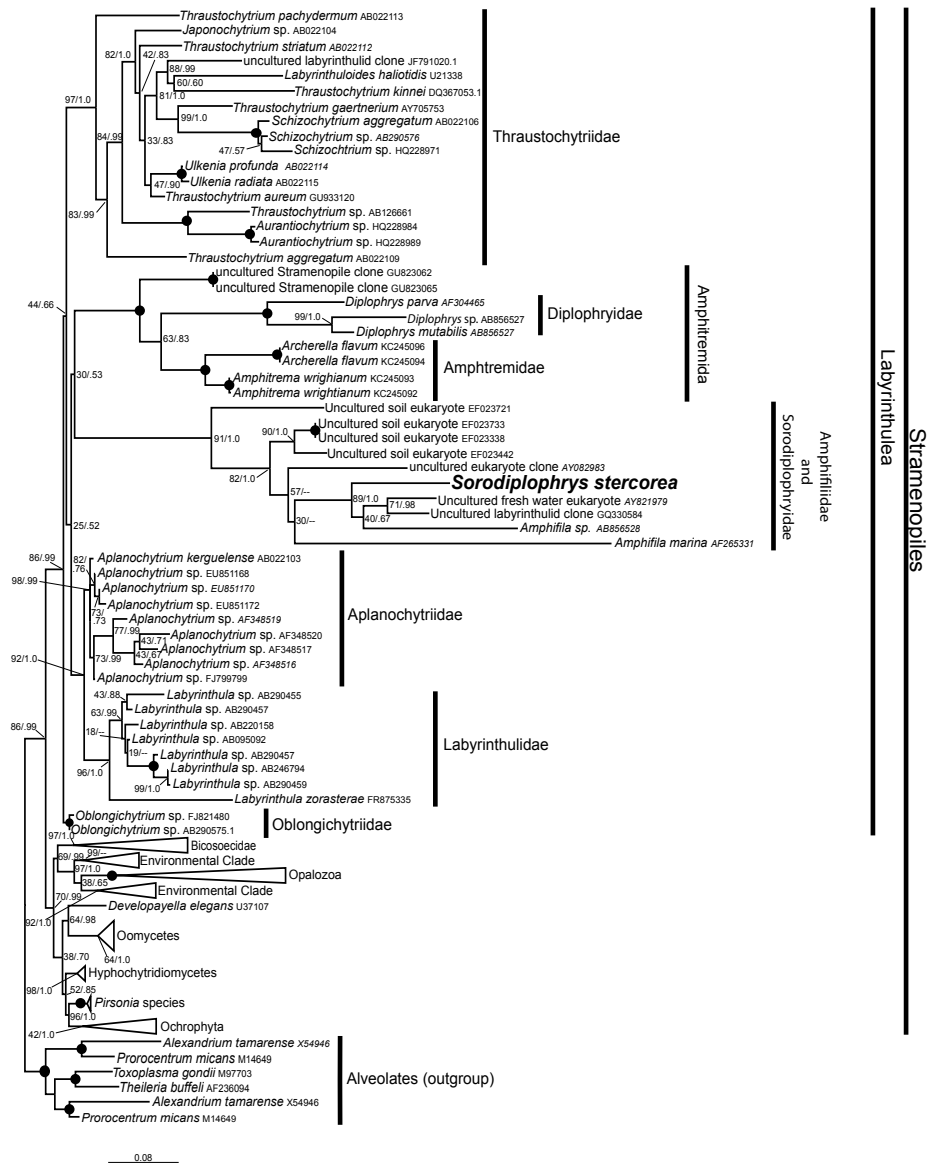 Thraustochytrium pachydermum AB022113
Japonochytrium sp. AB022104
Thraustochytrium striatum AB022112
uncultured labyrinthulid clone JF791020.1
Labyrinthuloides haliotidis U21338
Thraustochytrium kinnei DQ367053.1
Thraustochytrium gaertnerium AY705753
Schizochytrium aggregatum AB022106
Schizochytrium sp. AB290576
Schizochtrium sp. HQ228971
Ulkenia profunda AB022114
Ulkenia radiata AB022115
Thraustochytrium aureum GU933120
Thraustochytrium sp. AB126661
Aurantiochytrium sp. HQ228984
Aurantiochytrium sp. HQ228989
Thraustochytrium aggregatum AB022109
82/1.0
42/.83
88/.99
60/.60
81/1.0
97/1.0
99/1.0
84/.99
33/.83
47/.57
47/.90
83/.99
Thraustochytriidae
uncultured Stramenopile clone GU823062
uncultured Stramenopile clone GU823065
Diplophrys parva AF304465
Diplophrys sp. AB856527
Diplophrys mutabilis AB856527
Archerella flavum KC245096
Archerella flavum KC245094
Amphitrema wrighianum KC245093
Amphitrema wrightianum KC245092
44/.66
99/1.0
63/.83
30/.53
Diplophryidae
Amphtremidae
Amphitremida
Uncultured soil eukaryote EF023721
Uncultured soil eukaryote EF023733
Uncultured soil eukaryote EF023338
Uncultured soil eukaryote EF023442
uncultured eukaryote clone AY082983
Sorodiplophrys stercorea
Uncultured fresh water eukaryote AY821979
Uncultured labyrinthulid clone GQ330584
Amphifila sp. AB856528
Amphifila marina AF265331
91/1.0
90/1.0
82/1.0
57/--
89/1.0
71/.98
40/.67
30/--
25/.52
Amphifiliidae
and
Sorodiplophryidae
Labyrinthulea
Stramenopiles
Aplanochytrium kerguelense AB022103
Aplanochytrium sp. EU851168
Aplanochytrium sp. EU851170
Aplanochytrium sp. EU851172
Aplanochytrium sp. AF348519
Aplanochytrium sp. AF348520
Aplanochytrium sp. AF348517
Aplanochytrium sp. AF348516
Aplanochytrium sp. FJ799799
86/.99
82/
.76
98/.99
73/
.73
77/.99
43/.71
43/.67
73/.99
92/1.0
Aplanochytriidae
Labyrinthula sp. AB290455
Labyrinthula sp. AB290457
Labyrinthula sp. AB220158
Labyrinthula sp. AB095092
Labyrinthula sp. AB290457
Labyrinthula sp. AB246794
Labyrinthula sp. AB290459
Labyrinthula zorasterae FR875335
43/.88
63/.99
18/--
19/--
86/.99
96/1.0
99/1.0
Labyrinthulidae
Oblongichytrium sp. FJ821480
Oblongichytrium sp. AB290575.1
Oblongichytriidae
97/1.0
Bicosoecidae
69/.99
99/--
Environmental Clade
97/1.0
Opalozoa
38/.65
Environmental Clade
70/.99
92/1.0
Developayella elegans U37107
64/.98
Oomycetes
64/1.0
38/.70
Hyphochytridiomycetes
98/1.0
52/.85
Pirsonia species
96/1.0
Ochrophyta
42/1.0
Alexandrium tamarense X54946
Prorocentrum micans M14649
Toxoplasma gondii M97703
Theileria buffeli AF236094
Alexandrium tamarense X54946
Prorocentrum micans M14649
Alveolates (outgroup)
0.08